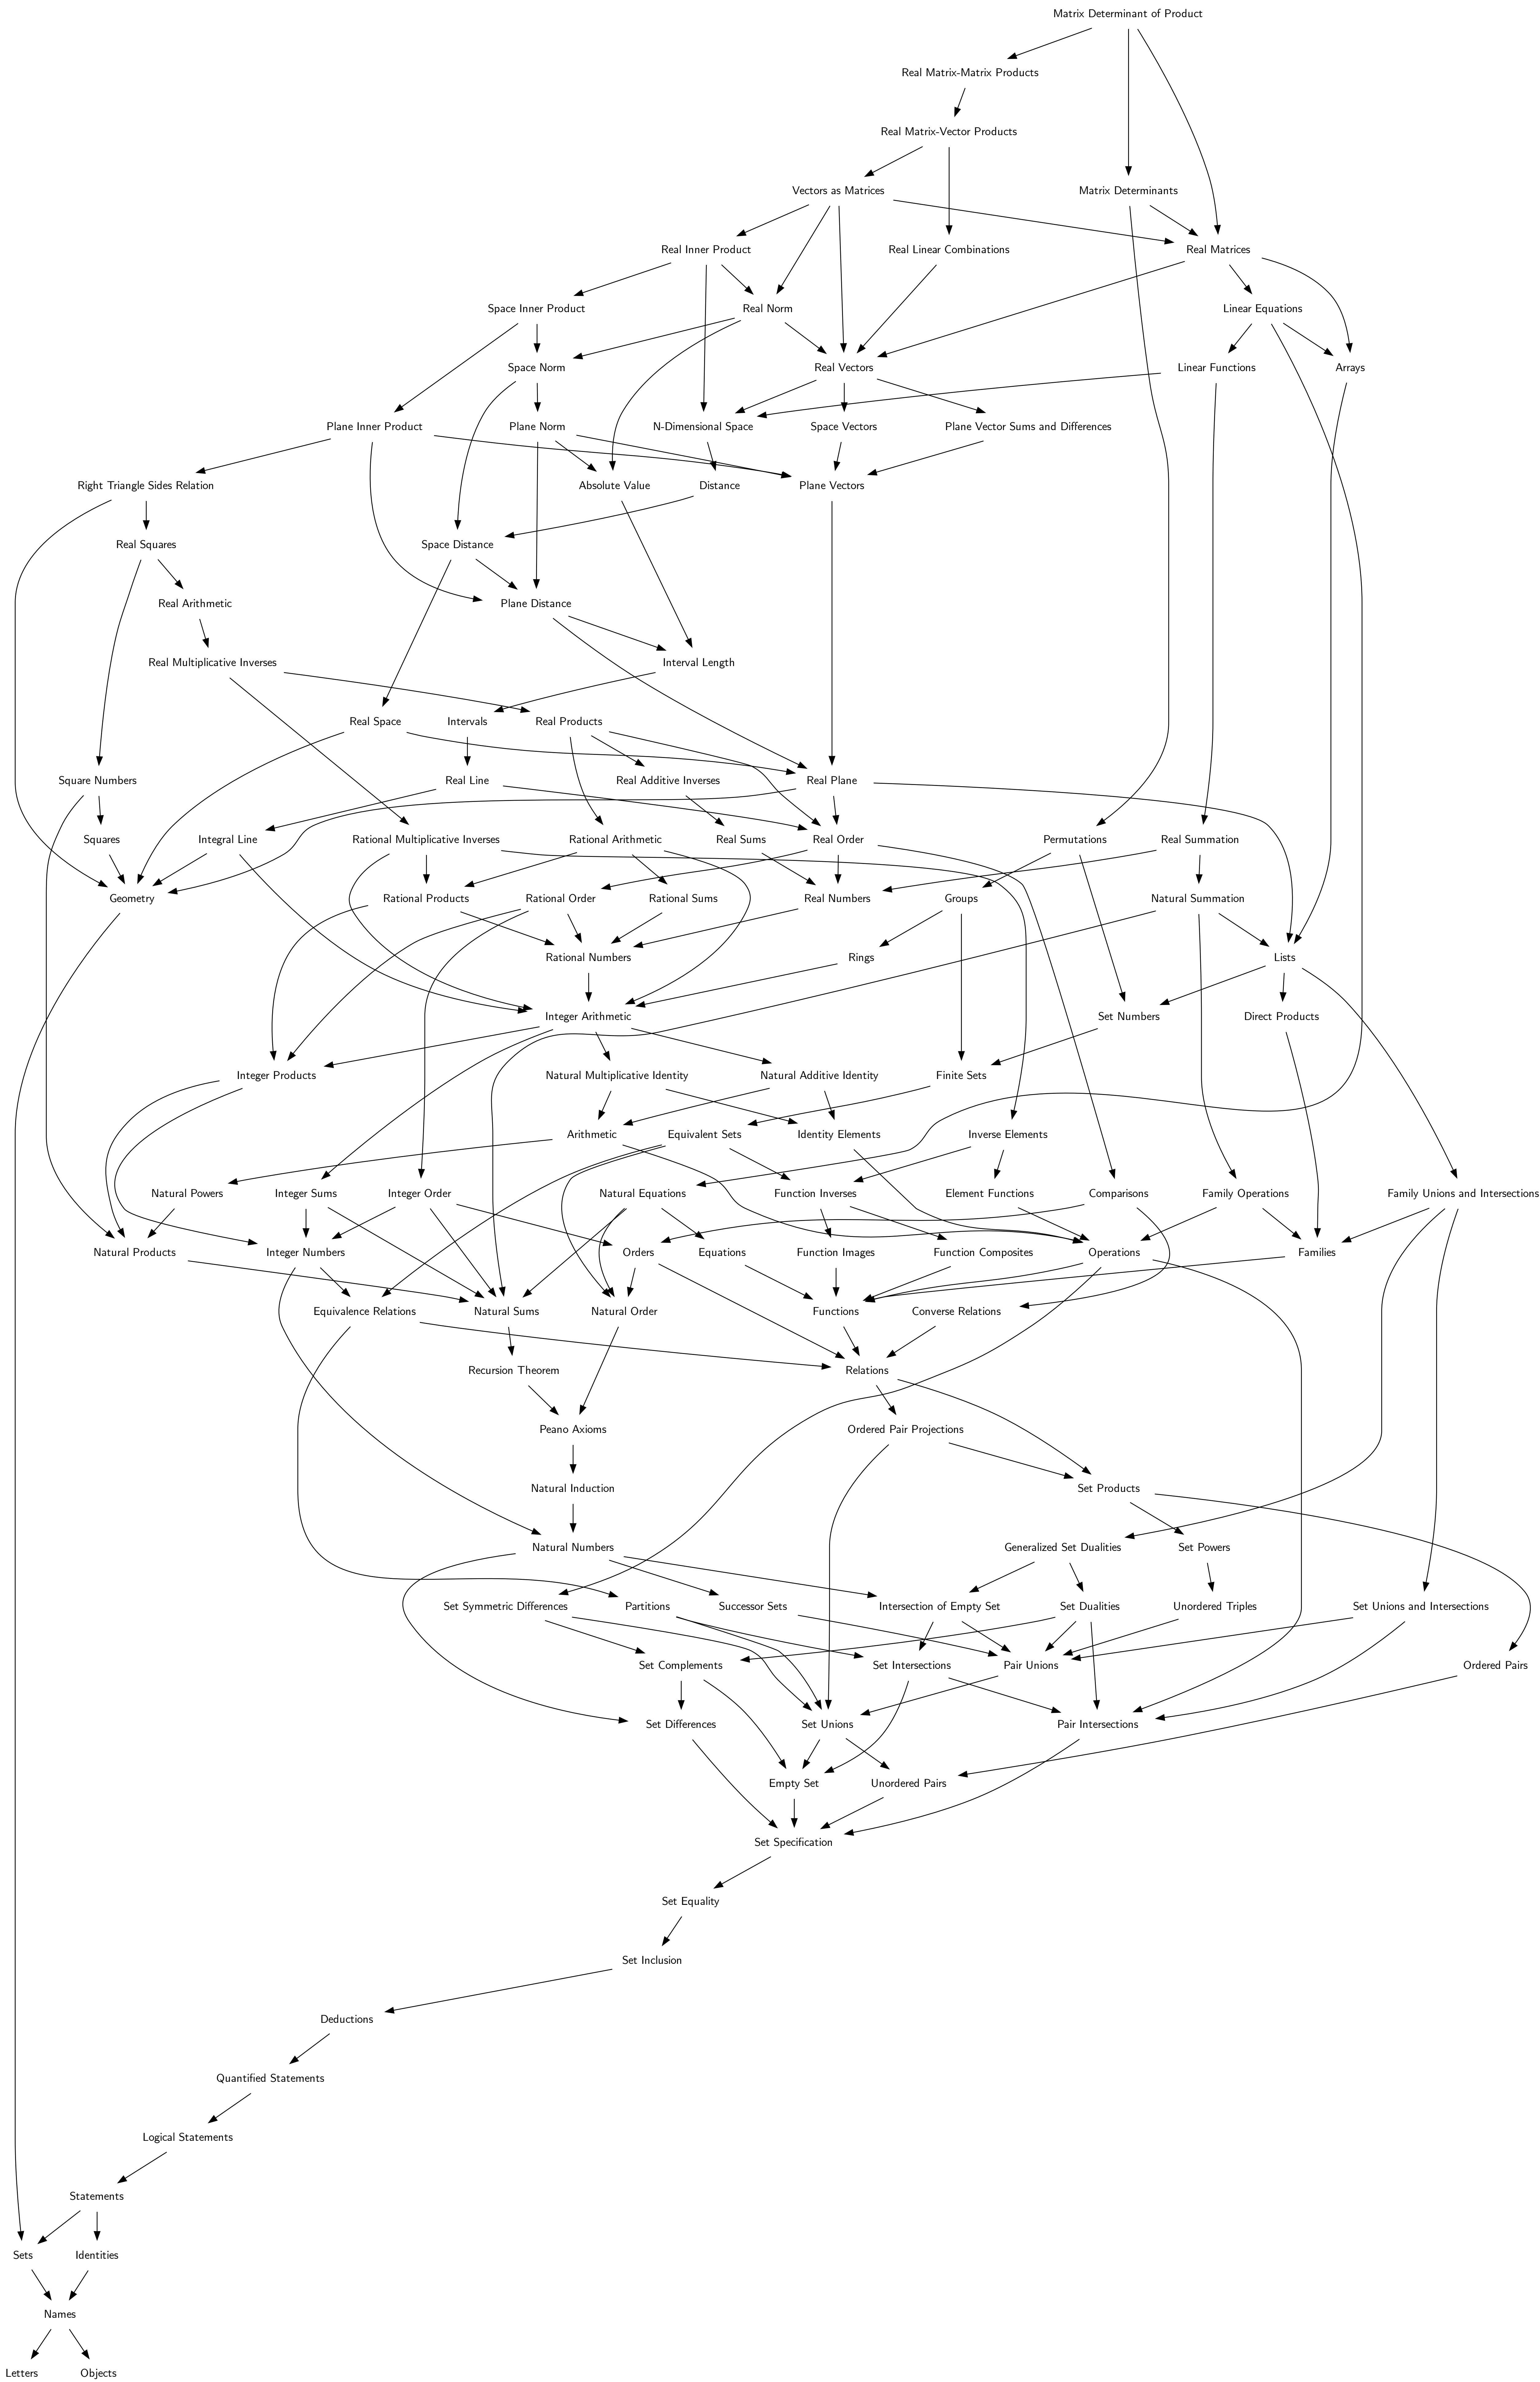 Matrix Determinant of Product
Real Matrix-Matrix Products
Real Matrix-Vector Products
Vectors as Matrices
Matrix Determinants
Real Inner Product
Real Linear Combinations
Real Matrices
Space Inner Product
Real Norm
Linear Equations
Space Norm
Real Vectors
Linear Functions
Arrays
Plane Inner Product
Plane Norm
N-Dimensional Space
Space Vectors
Plane Vector Sums and Differences
Right Triangle Sides Relation
Absolute Value
Distance
Plane Vectors
Real Squares
Space Distance
Real Arithmetic
Plane Distance
Real Multiplicative Inverses
Interval Length
Real Space
Intervals
Real Products
Square Numbers
Real Line
Real Additive Inverses
Real Plane
Squares
Integral Line
Rational Multiplicative Inverses
Rational Arithmetic
Real Sums
Real Order
Permutations
Real Summation
Geometry
Rational Products
Rational Order
Rational Sums
Real Numbers
Groups
Natural Summation
Rational Numbers
Rings
Lists
Integer Arithmetic
Set Numbers
Direct Products
Integer Products
Natural Multiplicative Identity
Natural Additive Identity
Finite Sets
Arithmetic
Equivalent Sets
Identity Elements
Inverse Elements
Natural Powers
Integer Sums
Integer Order
Natural Equations
Function Inverses
Element Functions
Comparisons
Family Operations
Family Unions and Intersections
Natural Products
Integer Numbers
Orders
Equations
Function Images
Function Composites
Operations
Families
Equivalence Relations
Natural Sums
Natural Order
Functions
Converse Relations
Recursion Theorem
Relations
Peano Axioms
Ordered Pair Projections
Natural Induction
Set Products
Natural Numbers
Generalized Set Dualities
Set Powers
Set Symmetric Differences
Partitions
Successor Sets
Intersection of Empty Set
Set Dualities
Unordered Triples
Set Unions and Intersections
Set Complements
Set Intersections
Pair Unions
Ordered Pairs
Set Differences
Set Unions
Pair Intersections
Empty Set
Unordered Pairs
Set Specification
Set Equality
Set Inclusion
Deductions
Quantified Statements
Logical Statements
Statements
Sets
Identities
Names
Letters
Objects